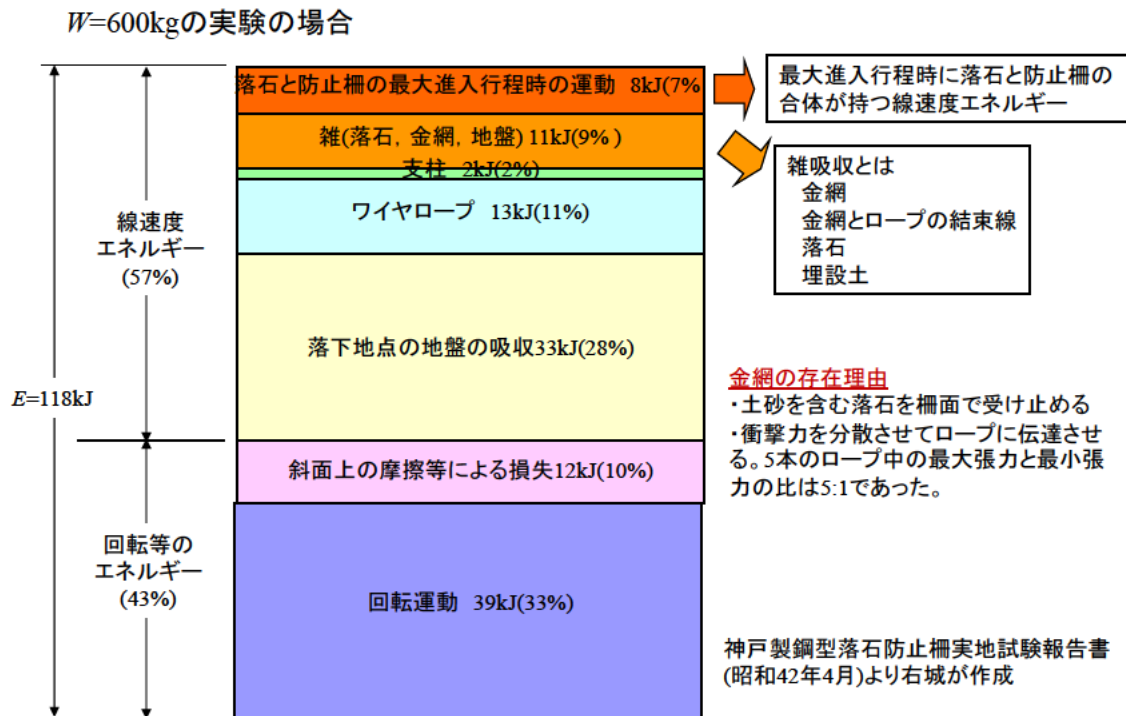 W=600kgの実験の場合
落石と防止柵の最大進入行程時の運動 8kJ(7%
雑(落石, 金網, 地盤) 11kJ(9% )
支柱 2kJ(2%)
ワイヤロープ 13kJ(11%)
落下地点の地盤の吸収33kJ(28%)
斜面上の摩擦等による損失12kJ(10%)
回転運動 39kJ(33%)
線速度
エネルギー
(57%)
E=118kJ
回転等の
エネルギー
(43%)
最大進入行程時に落石と防止柵の
合体が持つ線速度エネルギー
雑吸収とは
金網
金網とロープの結束線
落石
埋設土
金網の存在理由
・土砂を含む落石を柵面で受け止める
・衝撃力を分散させてロープに伝達させ
る。5本のロープ中の最大張力と最小張
力の比は5:1であった。
神戸製鋼型落石防止柵実地試験報告書
(昭和42年4月)より右城が作成